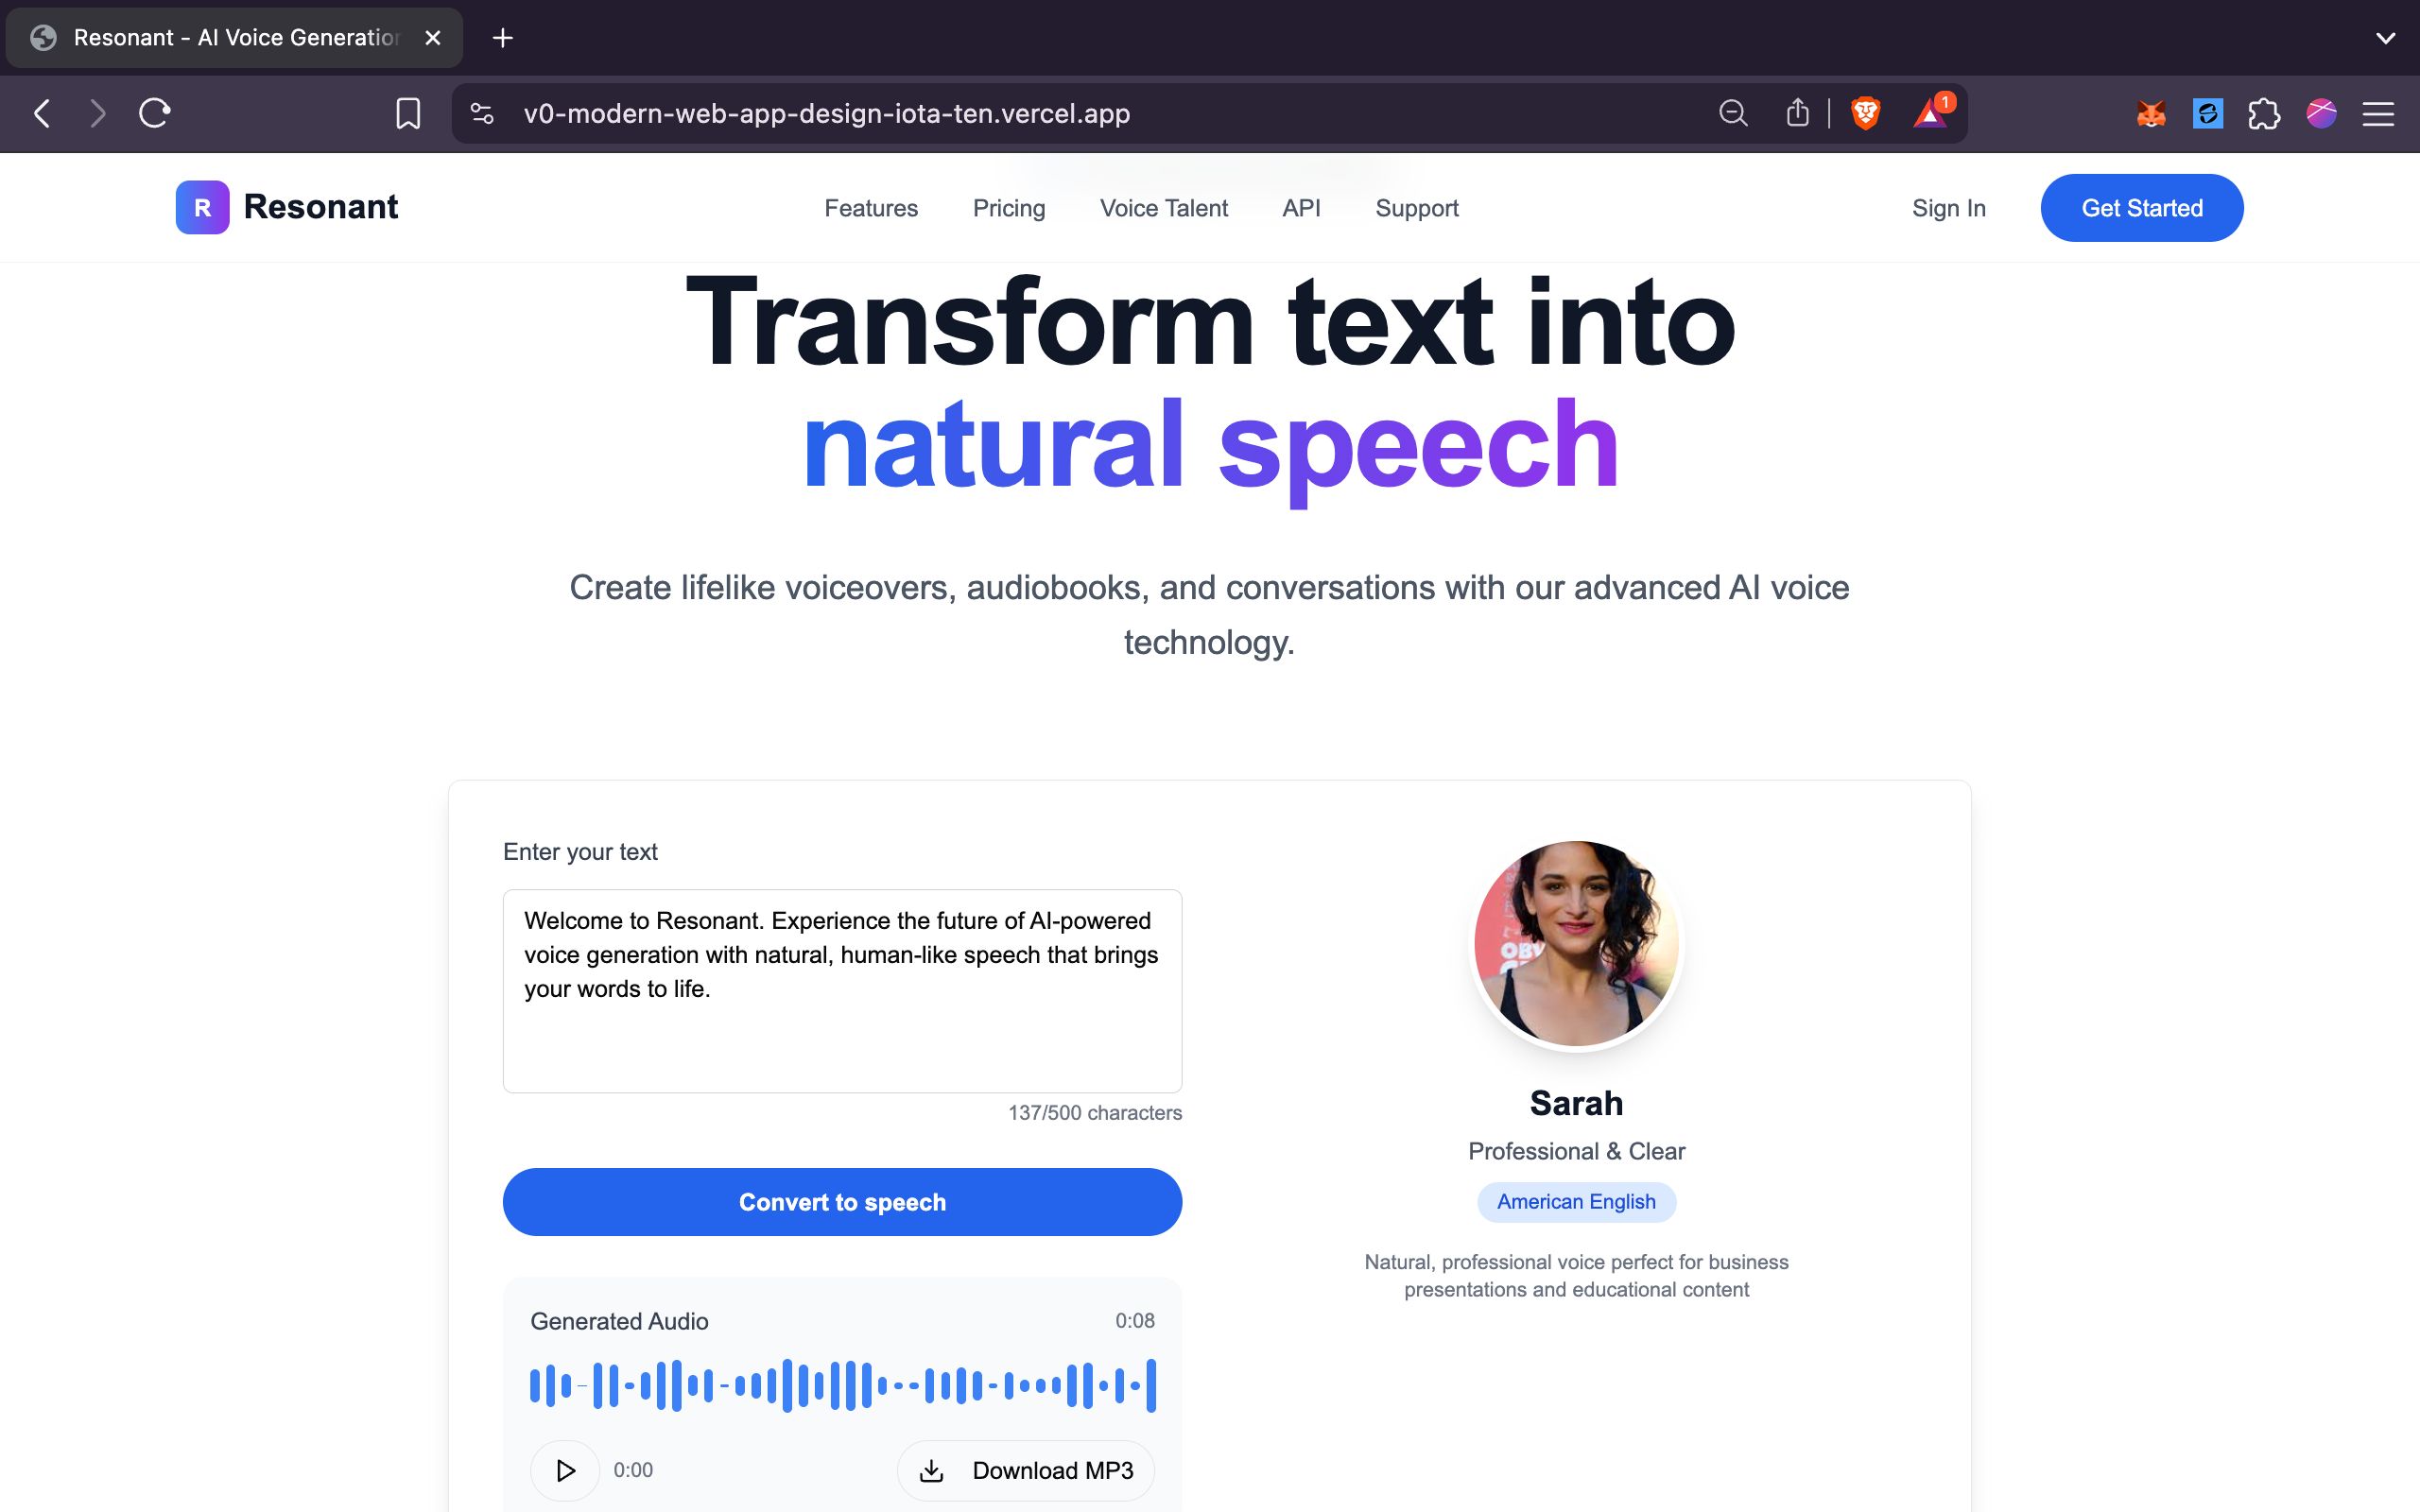 Resonant - AI Voice Generation
v0-modern-web-app-design-iota-ten.vercel.app
1
R Resonant
Features Pricing Voice Talent API Support
Sign In Get Started
Transform text into
natural speech
Create lifelike voiceovers, audiobooks, and conversations with our advanced AI voice
technology.
Enter your text
Welcome to Resonant. Experience the future of AI-powered
voice generation with natural, human-like speech that brings
your words to life.
137/500 characters
Convert to speech
Generated Audio 0:08
0:00 Download MP3
Sarah
Professional & Clear
American English
Natural, professional voice perfect for business
presentations and educational content